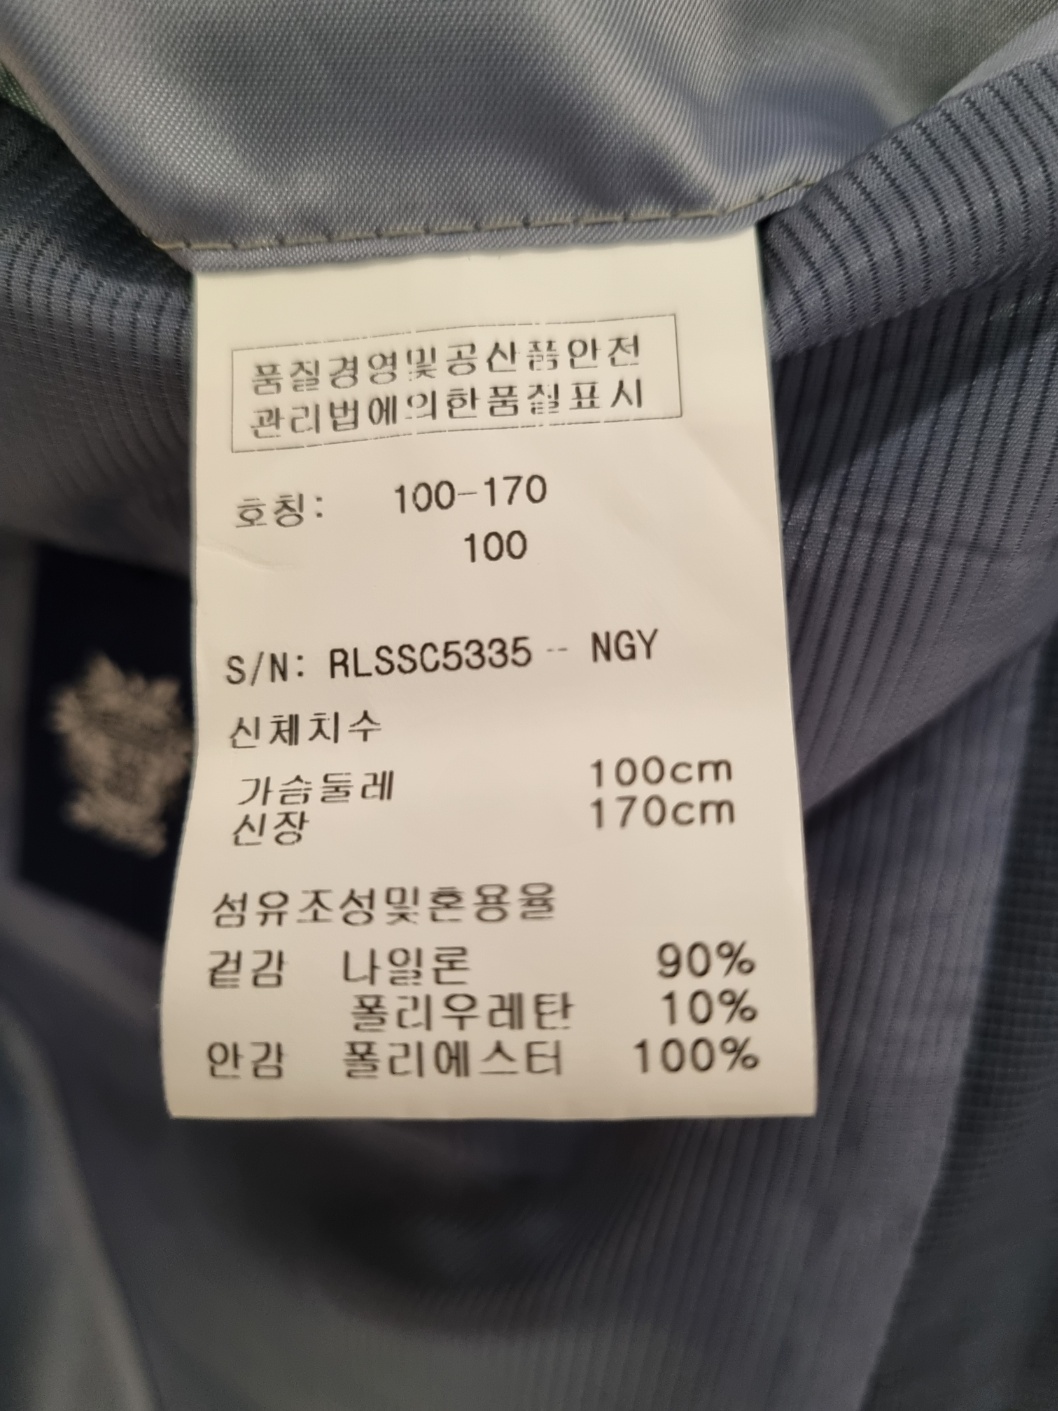 품질경영및공산품안전
관리법에의한품질표시
호칭: 100-170
100
S/N: RLSSC5335 -- NGY
신체치수
가슴둘레 100cm
신장 170cm
섬유조성및혼용율
겉감 나일론 90%
폴리우레탄 10%
안감 폴리에스터 100%